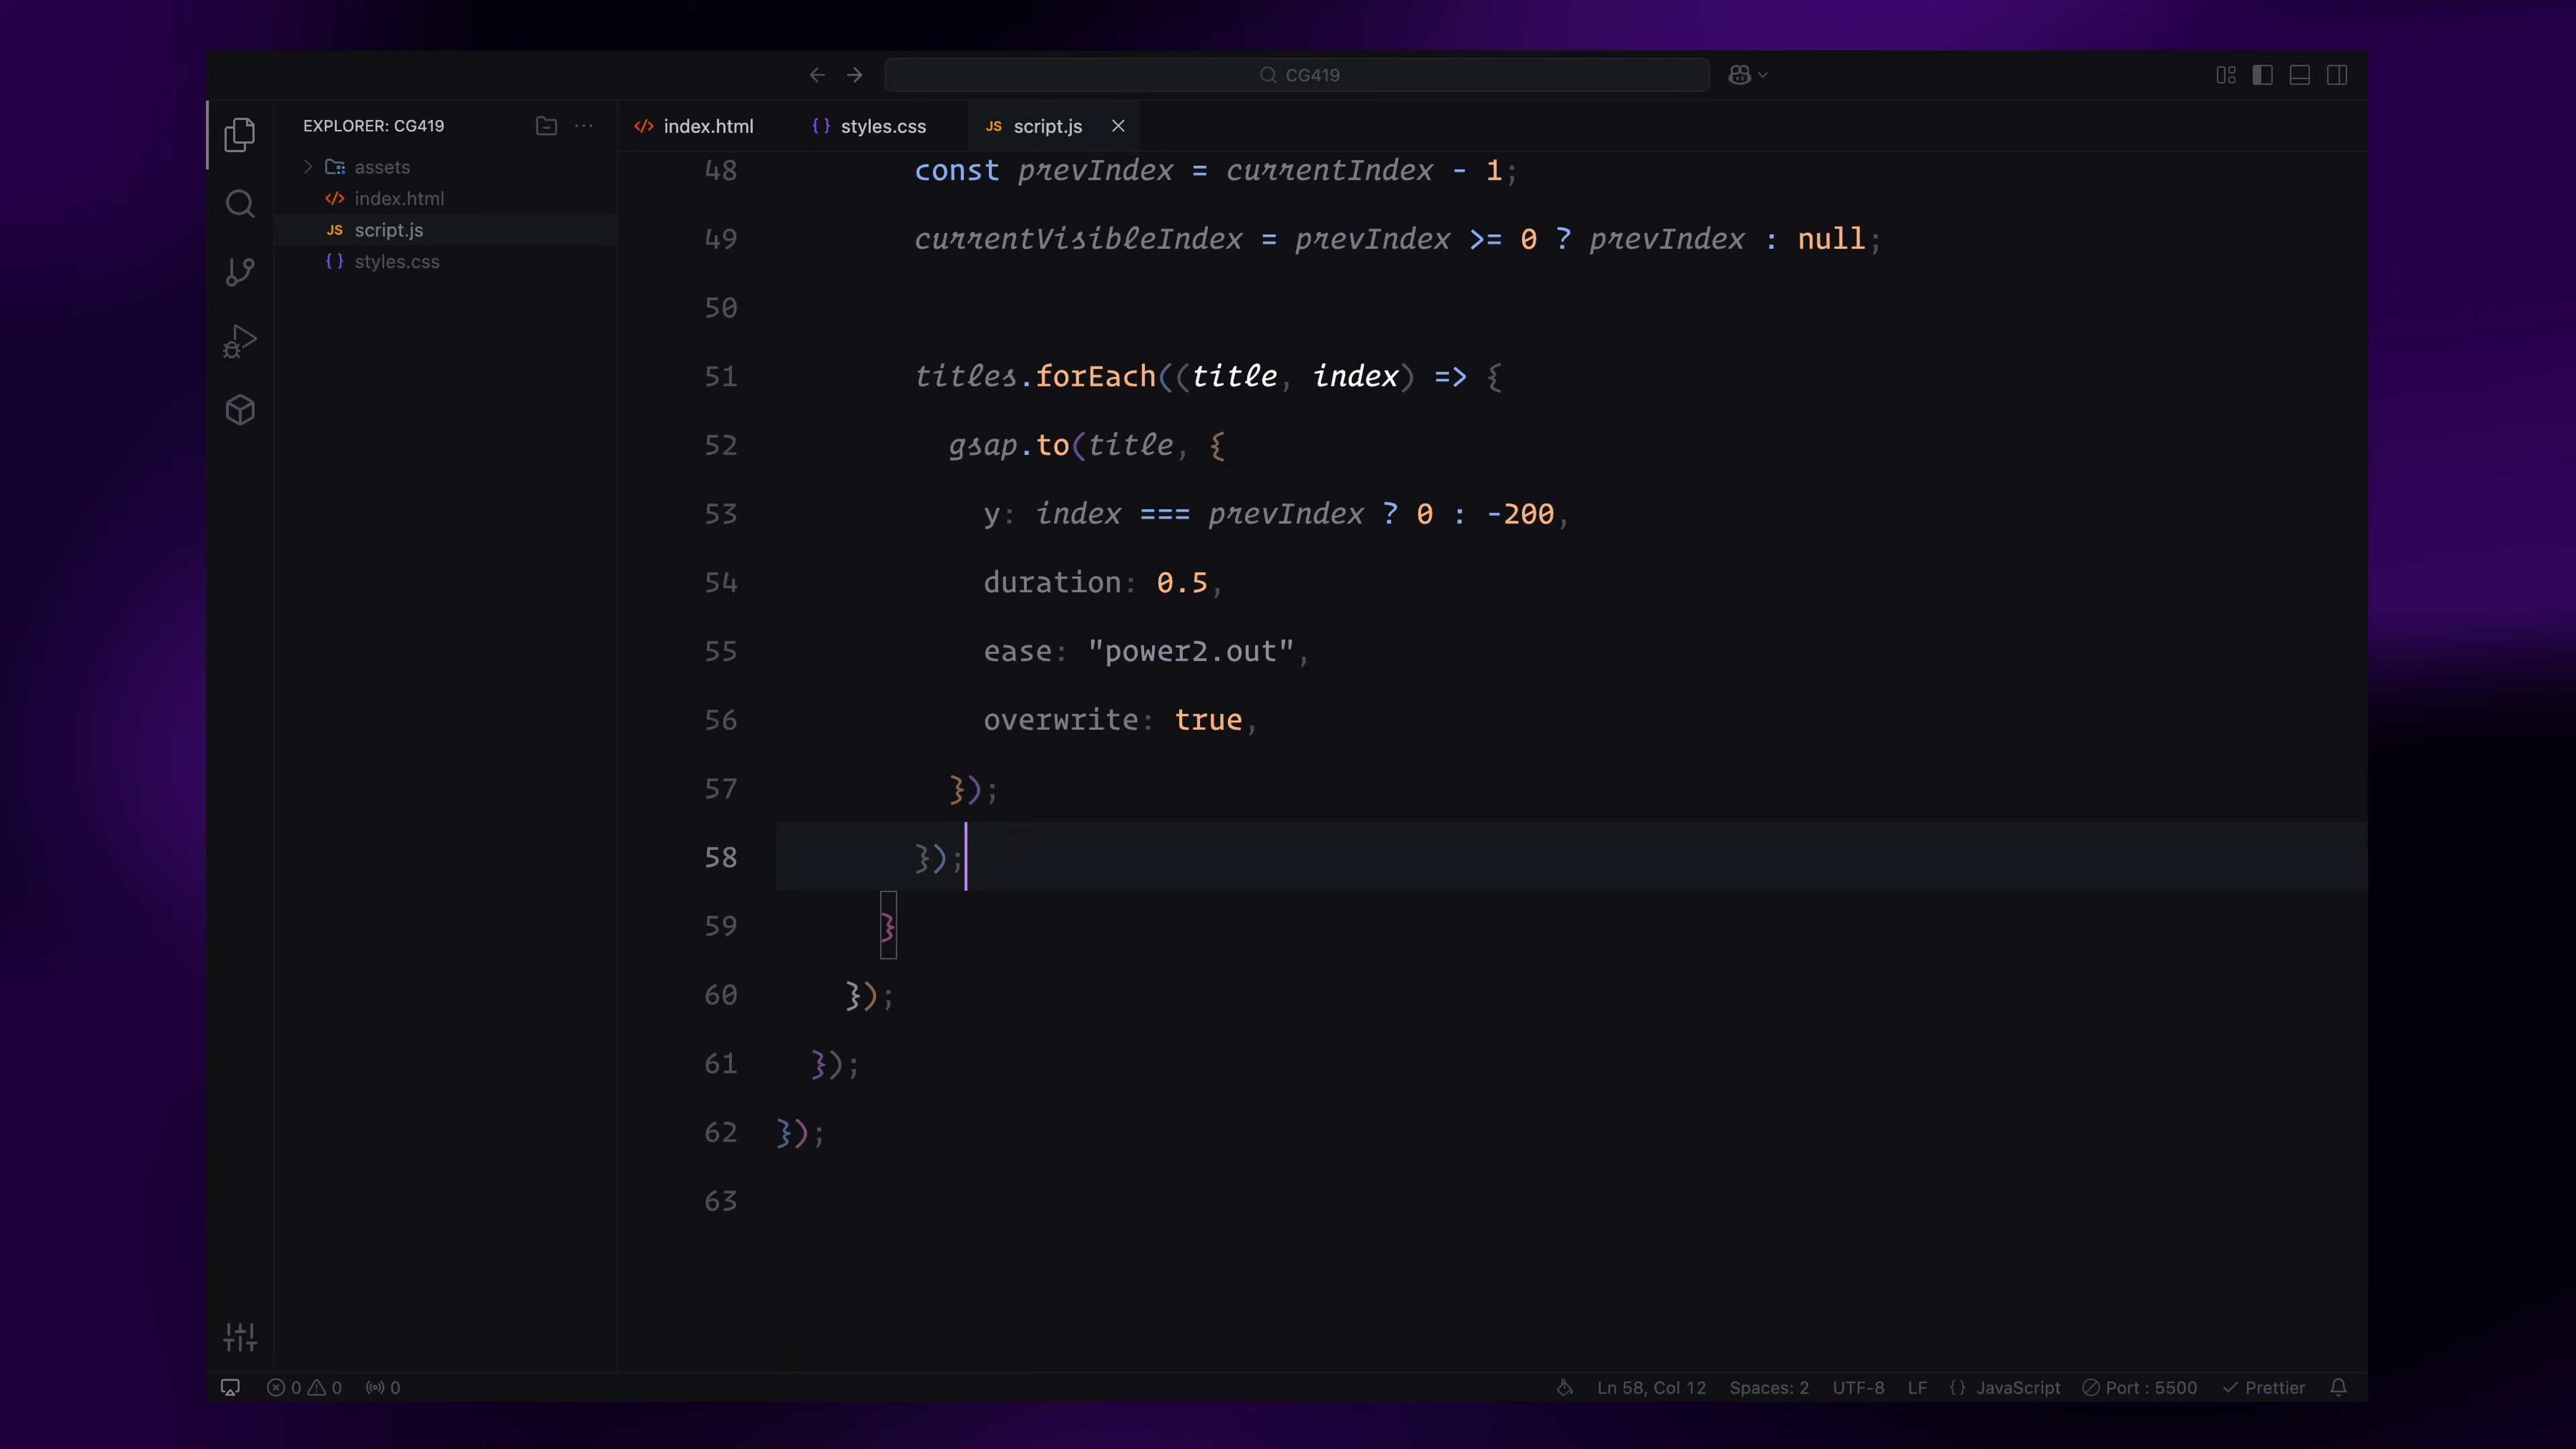 CG419
EXPLORER: CG419
assets
index.html
JS script.js
{ } styles.css
</> index.html
{ } styles.css
JS script.js
48 const prevIndex = currentIndex - 1;
49 currentVisibleIndex = prevIndex >= 0 ? prevIndex : null;
50
51 titles.forEach((title, index) => {
52 gsap.to(title, {
53 y: index === prevIndex ? 0 : -200,
54 duration: 0.5,
55 ease: "power2.out",
56 overwrite: true,
57 });
58 });
59 }
60 });
61 });
62 });
63
0 0 0
Ln 58, Col 12 Spaces: 2 UTF-8 LF { } JavaScript Port : 5500 Prettier